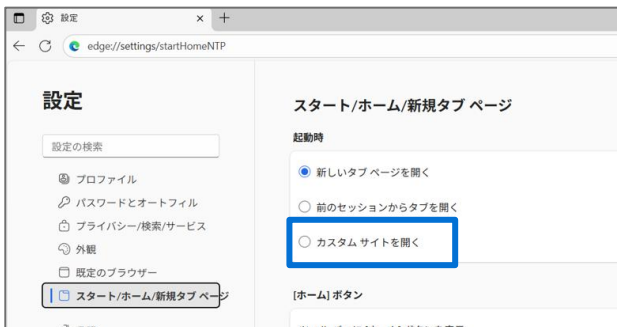 設定
edge://settings/startHomeNTP
設定
設定の検索
プロファイル
パスワードとオートフィル
プライバシー/検索/サービス
外観
既定のブラウザー
スタート/ホーム/新規タブ ページ
スタート/ホーム/新規タブ ページ
起動時
新しいタブ ページを開く
前のセッションからタブを開く
カスタム サイトを開く
[ホーム] ボタン